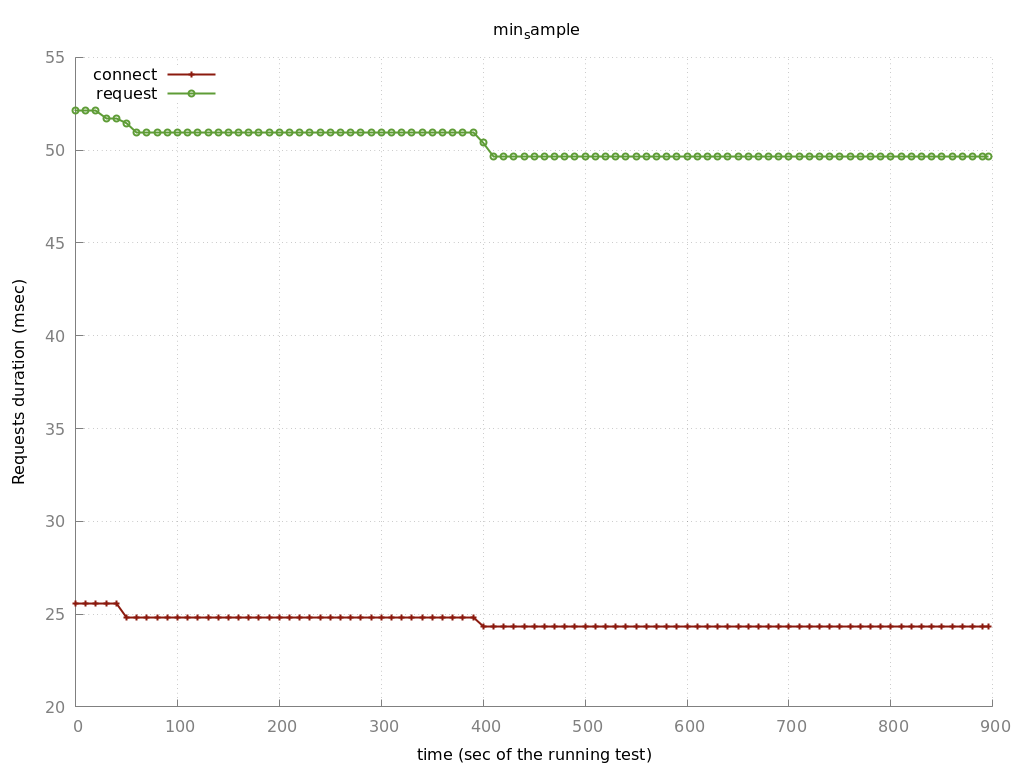 min_sample
55
connect
request
50
45
40
35
30
25
20
Requests duration (msec)
0 100 200 300 400 500 600 700 800 900
time (sec of the running test)